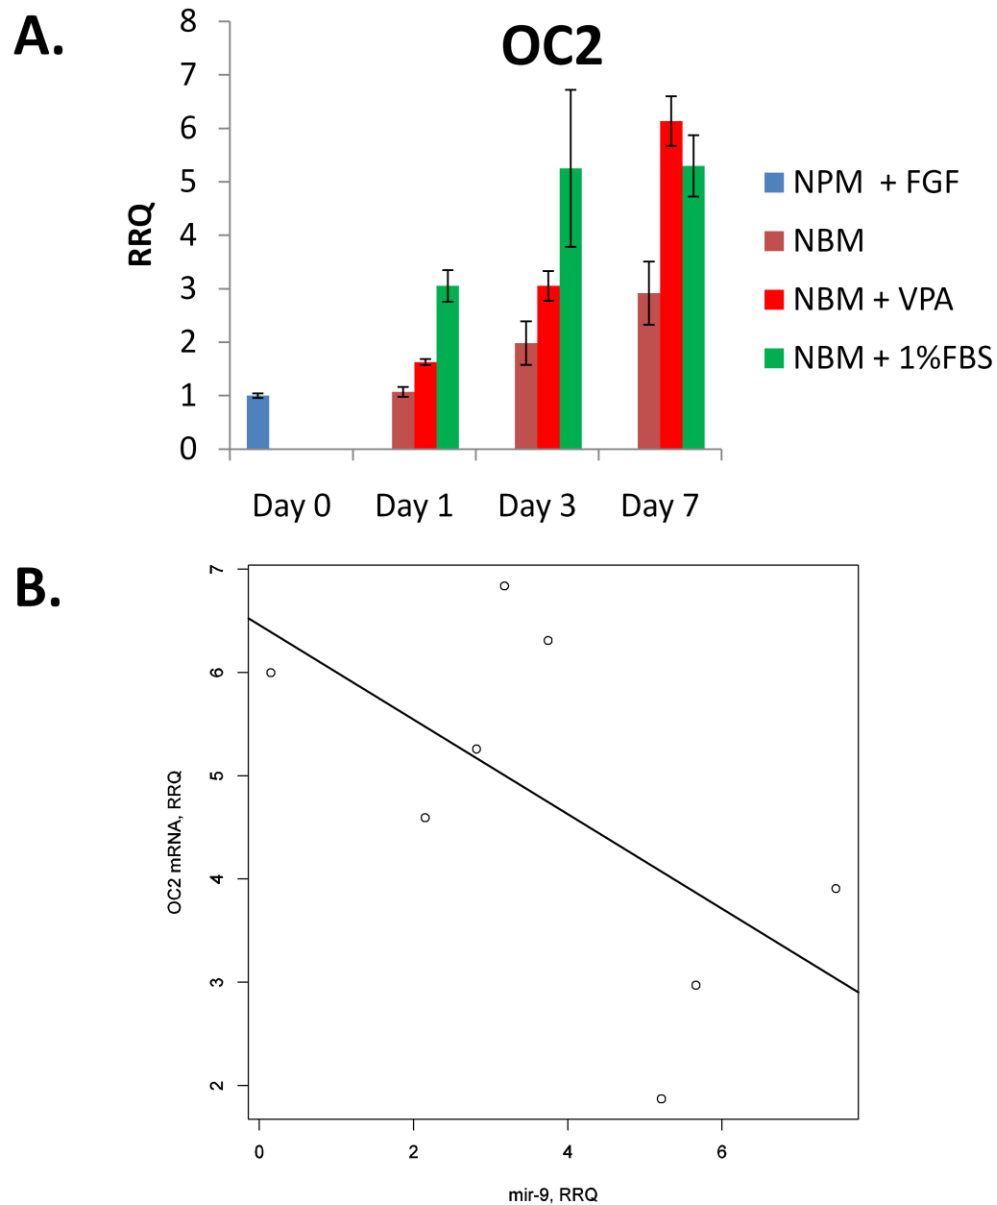 A.
OC2
8
7
6
5
4
3
2
1
0
RRQ
Day 0 Day 1 Day 3 Day 7
NPM + FGF
NBM
NBM + VPA
NBM + 1%FBS
B.
7
6
5
4
3
2
OC2 mRNA, RRQ
0 2 4 6
mir-9, RRQ